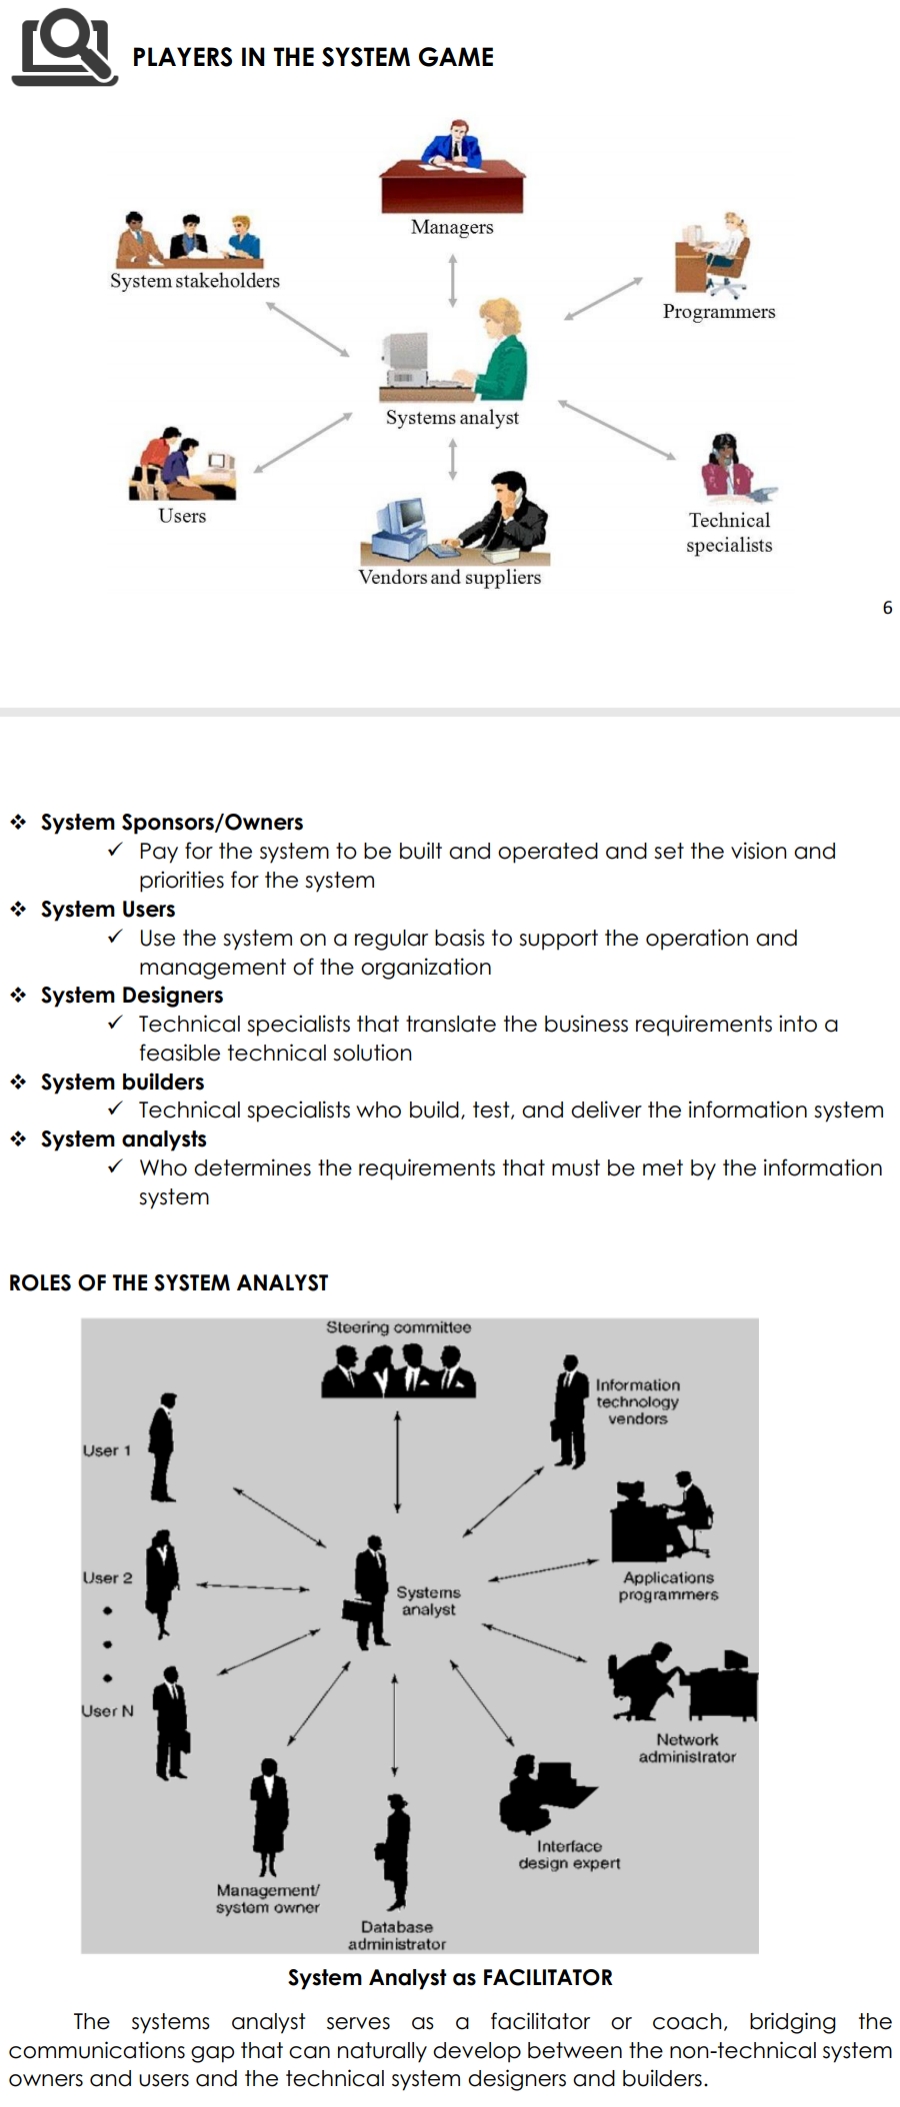 PLAYERS IN THE SYSTEM GAME
Managers
System stakeholders
Programmers
Systems analyst
Users
Technical
specialists
Vendors and suppliers
6
❖ System Sponsors/Owners
✓ Pay for the system to be built and operated and set the vision and
priorities for the system
❖ System Users
✓ Use the system on a regular basis to support the operation and
management of the organization
❖ System Designers
✓ Technical specialists that translate the business requirements into a
feasible technical solution
❖ System builders
✓ Technical specialists who build, test, and deliver the information system
❖ System analysts
✓ Who determines the requirements that must be met by the information
system
ROLES OF THE SYSTEM ANALYST
Steering committee
Information
technology
vendors
User 1
Applications
programmers
User 2
Systems
analyst
User N
Network
administrator
Interface
design expert
Management/
system owner
Database
administrator
System Analyst as FACILITATOR
The systems analyst serves as a facilitator or coach, bridging the
communications gap that can naturally develop between the non-technical system
owners and users and the technical system designers and builders.